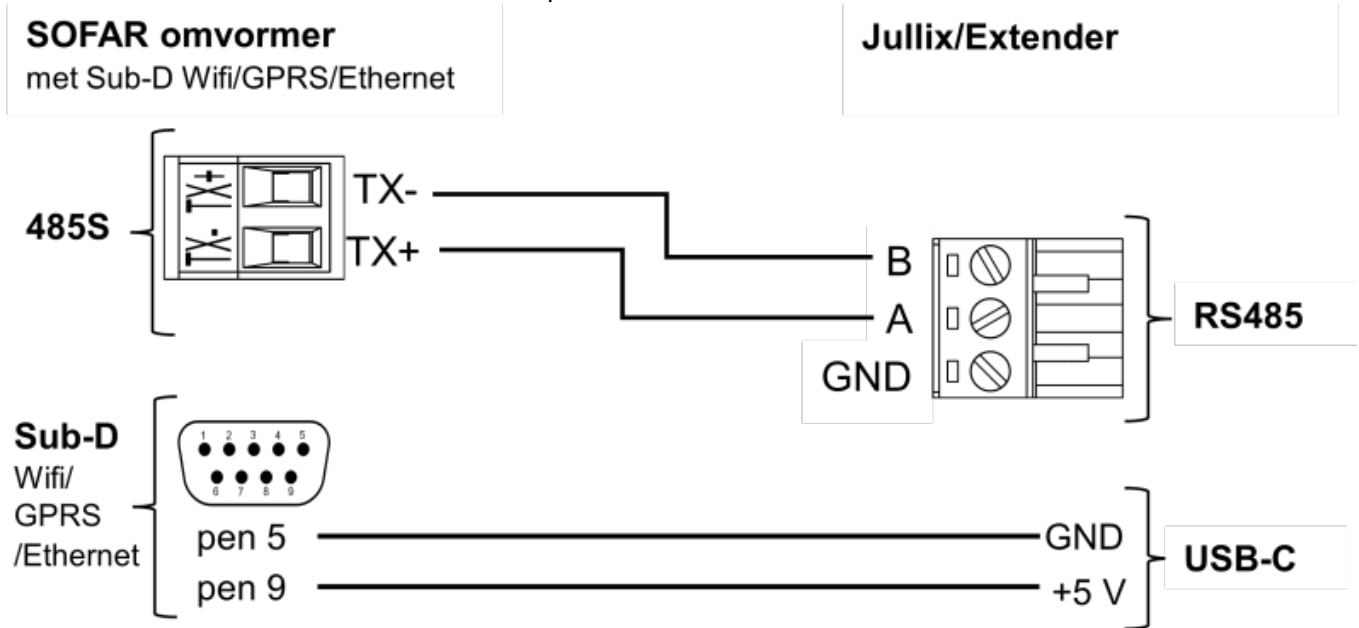 SOFAR omvormer
met Sub-D Wifi/GPRS/Ethernet
Jullix/Extender
485S
TX+
TX-
TX-
TX+
B
A
GND
RS485
Sub-D
Wifi/
GPRS
/Ethernet
1 2 3 4 5
6 7 8 9
pen 5
pen 9
GND
+5 V
USB-C